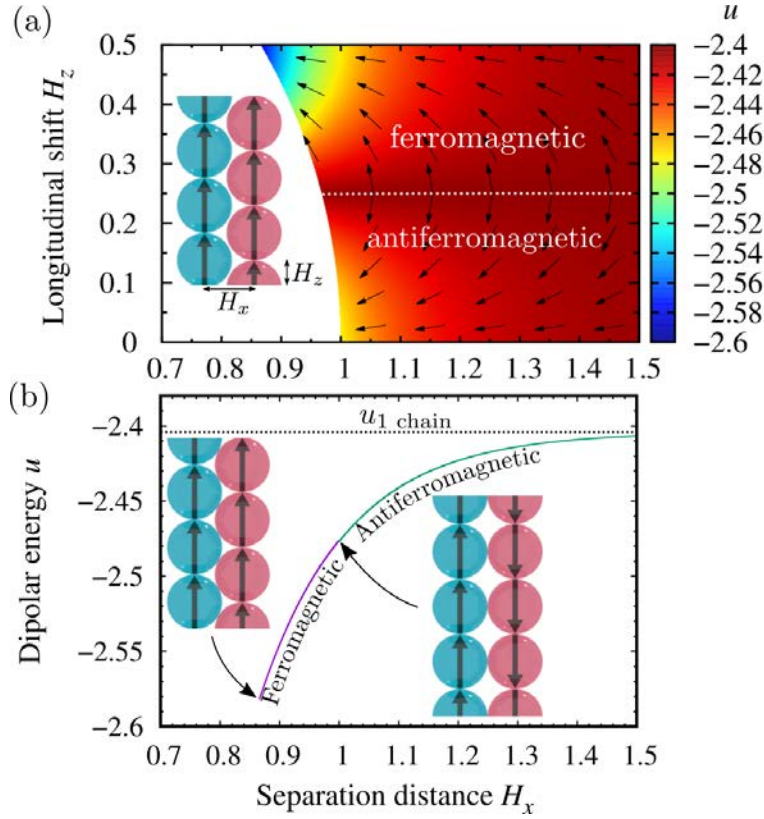 (a)
u
Longitudinal shift H_z
0.5
0.4
0.3
0.2
0.1
0
ferromagnetic
antiferromagnetic
H_x
H_z
0.7 0.8 0.9 1 1.1 1.2 1.3 1.4 1.5
−2.4
−2.42
−2.44
−2.46
−2.48
−2.5
−2.52
−2.54
−2.56
−2.58
−2.6
(b)
Dipolar energy u
−2.4
−2.45
−2.5
−2.55
−2.6
u_1 chain
Antiferromagnetic
Ferromagnetic
0.7 0.8 0.9 1 1.1 1.2 1.3 1.4 1.5
Separation distance H_x